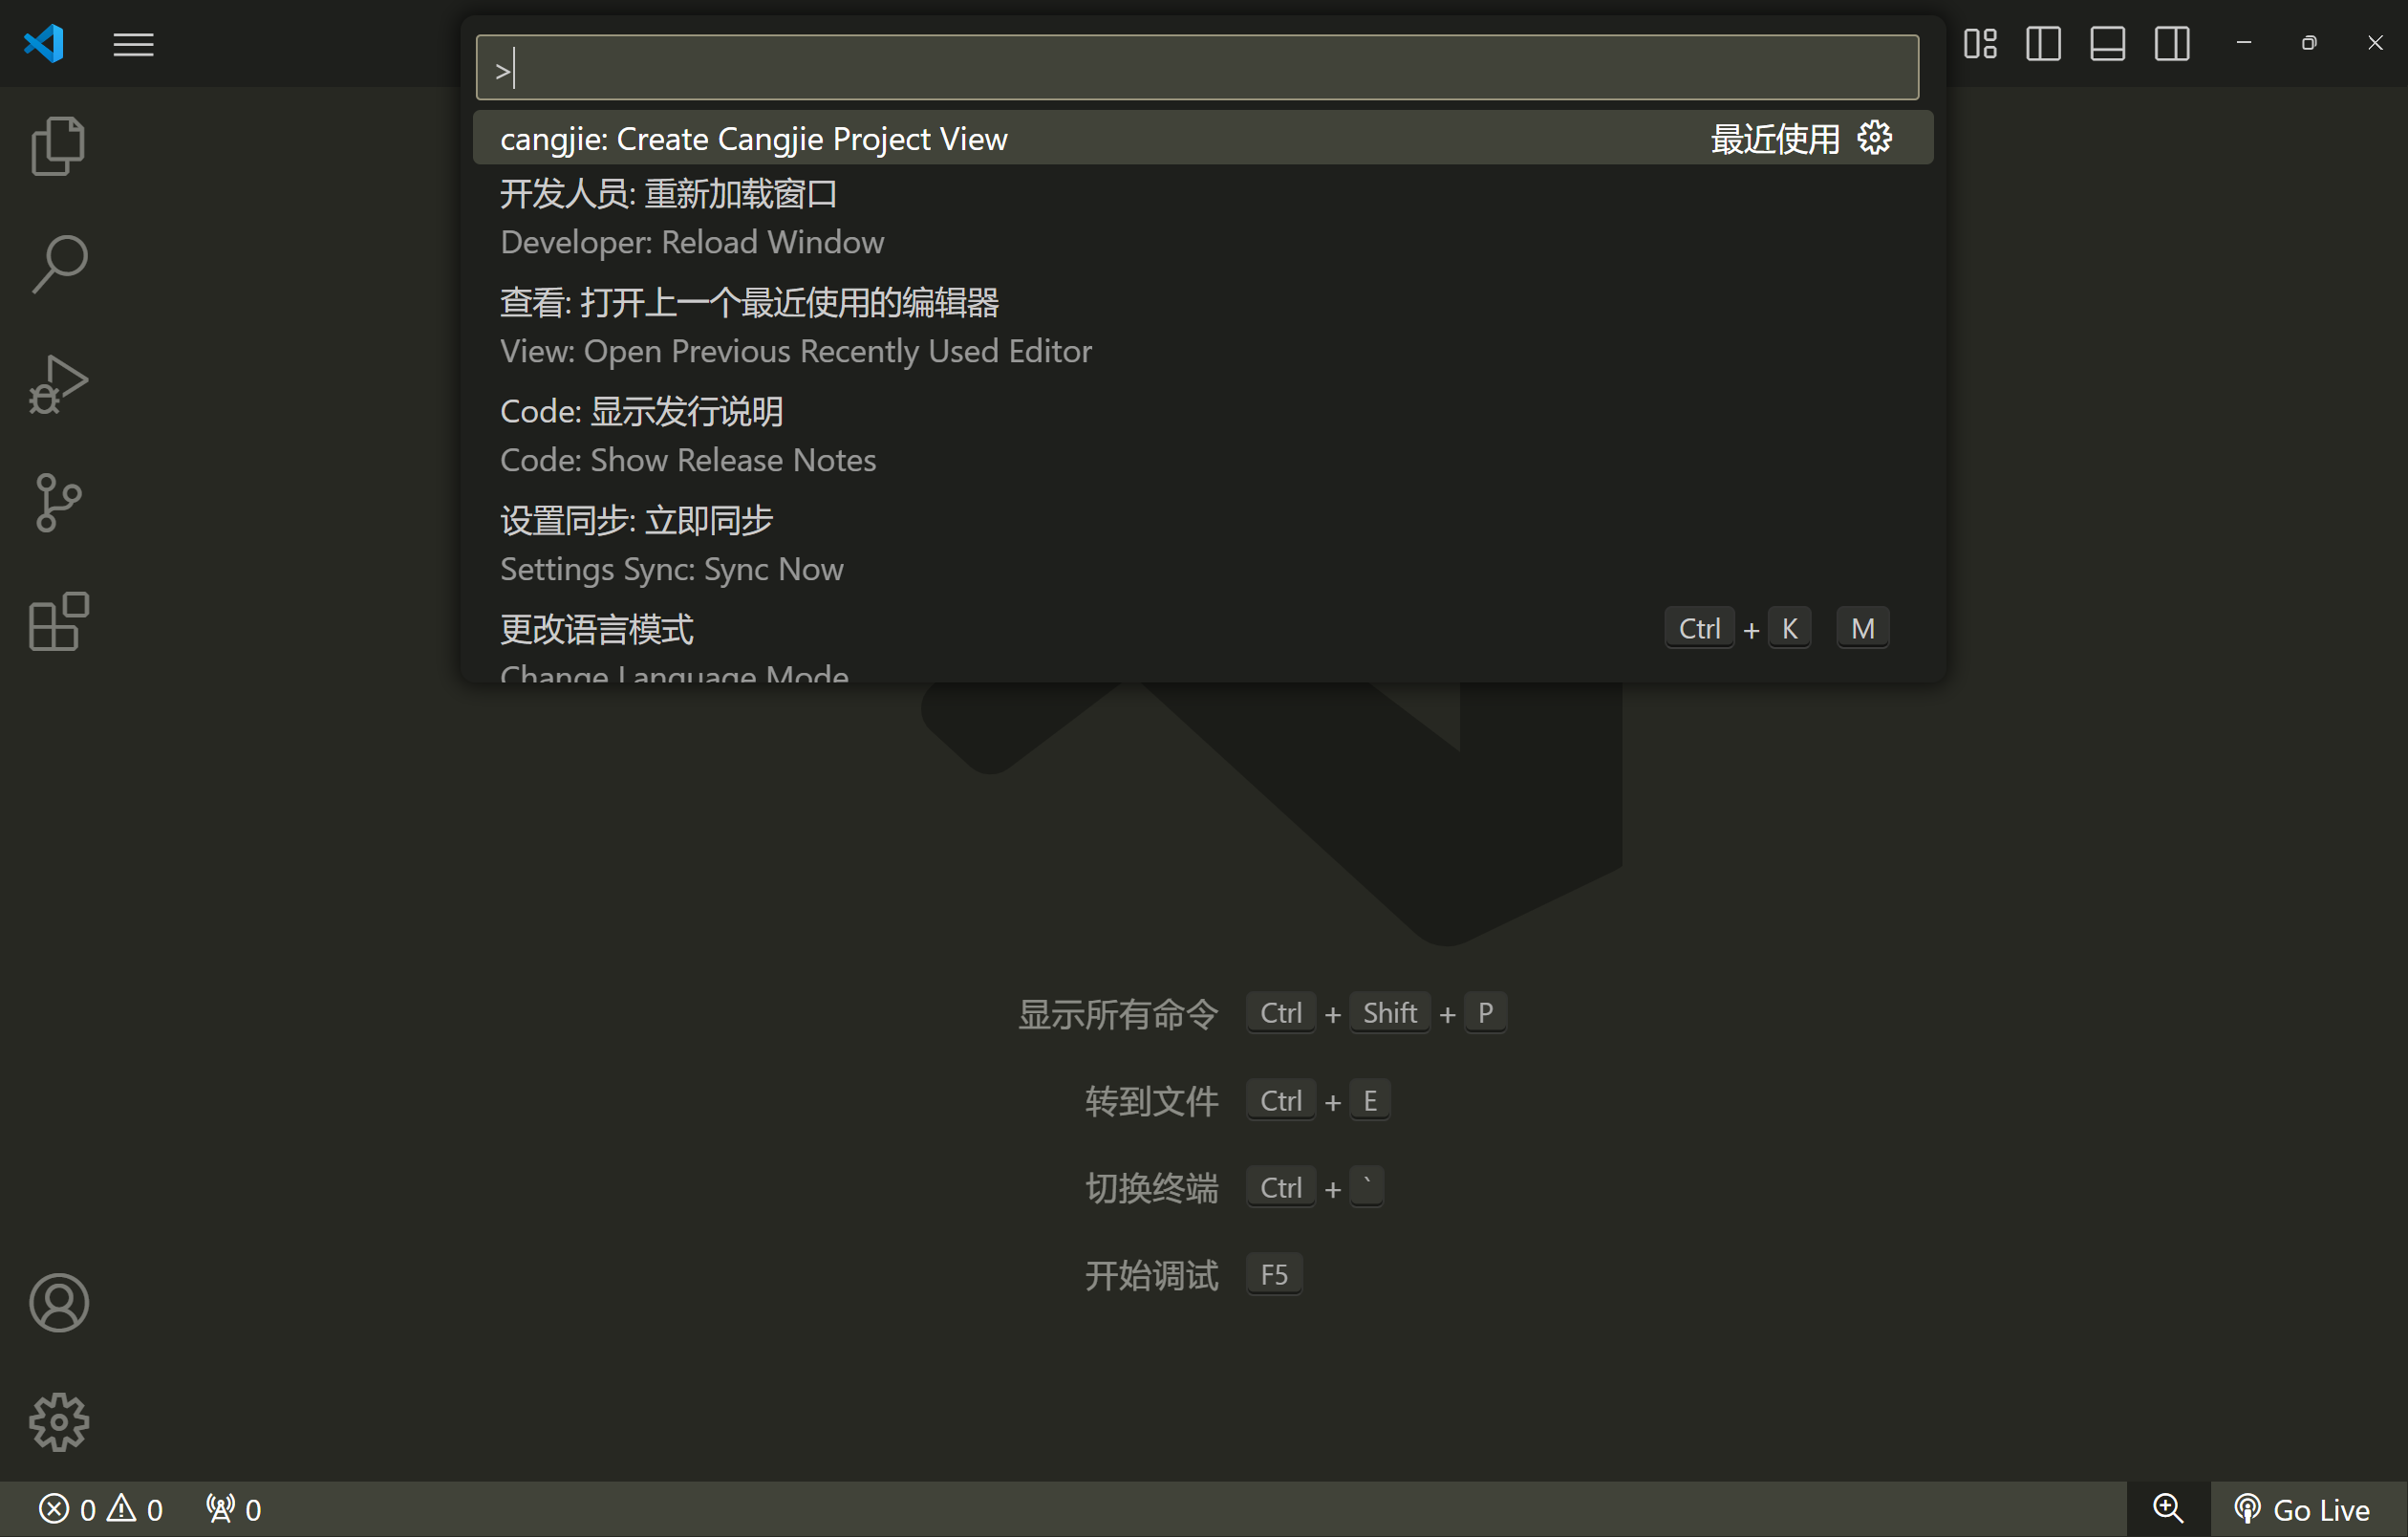 >
cangjie: Create Cangjie Project View 最近使用
开发人员: 重新加载窗口
Developer: Reload Window
查看: 打开上一个最近使用的编辑器
View: Open Previous Recently Used Editor
Code: 显示发行说明
Code: Show Release Notes
设置同步: 立即同步
Settings Sync: Sync Now
更改语言模式 Ctrl + K M
Change Language Mode
显示所有命令 Ctrl + Shift + P
转到文件 Ctrl + E
切换终端 Ctrl + `
开始调试 F5
0 0 0 Go Live